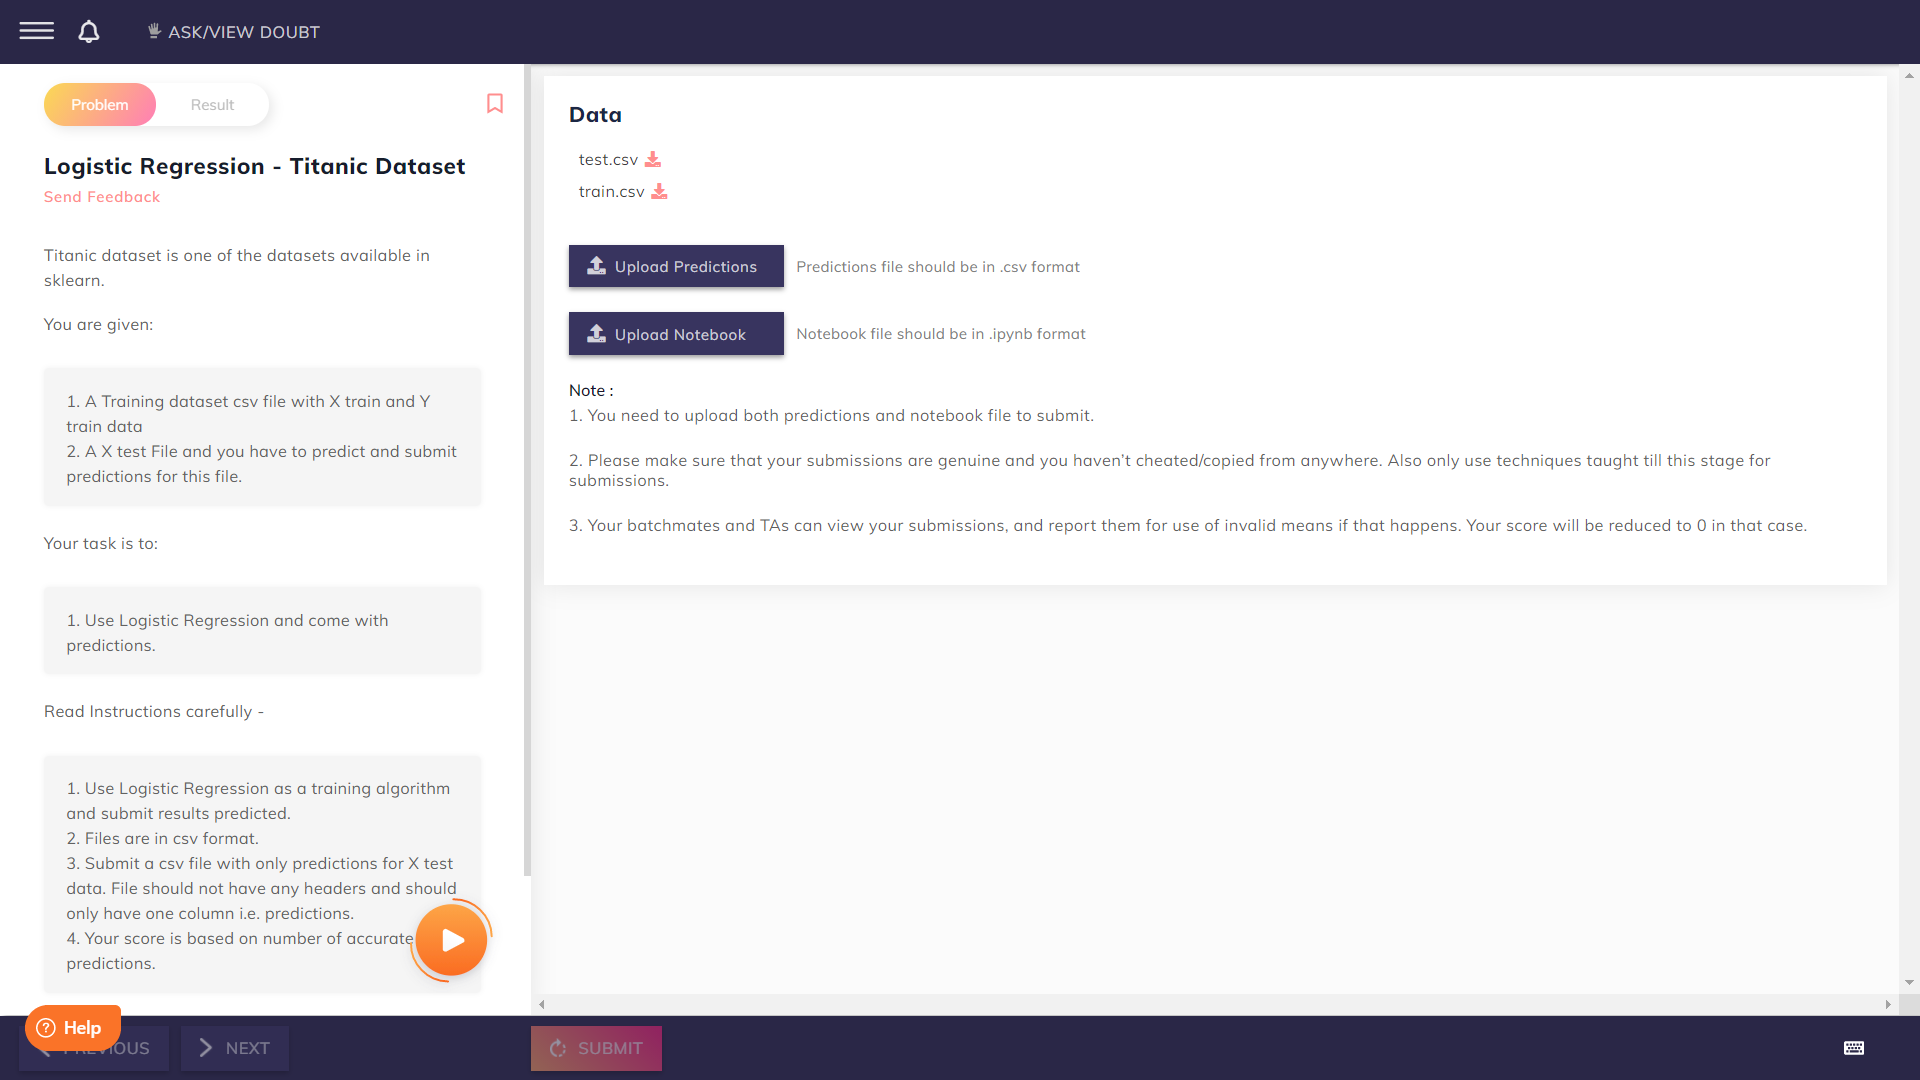 ASK/VIEW DOUBT
Problem
Result
Logistic Regression - Titanic Dataset
Send Feedback
Titanic dataset is one of the datasets available in
sklearn.
You are given:
1. A Training dataset csv file with X train and Y
train data
2. A X test File and you have to predict and submit
predictions for this file.
Your task is to:
1. Use Logistic Regression and come with
predictions.
Read Instructions carefully -
1. Use Logistic Regression as a training algorithm
and submit results predicted.
2. Files are in csv format.
3. Submit a csv file with only predictions for X test
data. File should not have any headers and should
only have one column i.e. predictions.
4. Your score is based on number of accurate
predictions.
Data
test.csv
train.csv
Upload Predictions
Predictions file should be in .csv format
Upload Notebook
Notebook file should be in .ipynb format
Note :
1. You need to upload both predictions and notebook file to submit.
2. Please make sure that your submissions are genuine and you haven't cheated/copied from anywhere. Also only use techniques taught till this stage for
submissions.
3. Your batchmates and TAs can view your submissions, and report them for use of invalid means if that happens. Your score will be reduced to 0 in that case.
Help
PREVIOUS
NEXT
SUBMIT